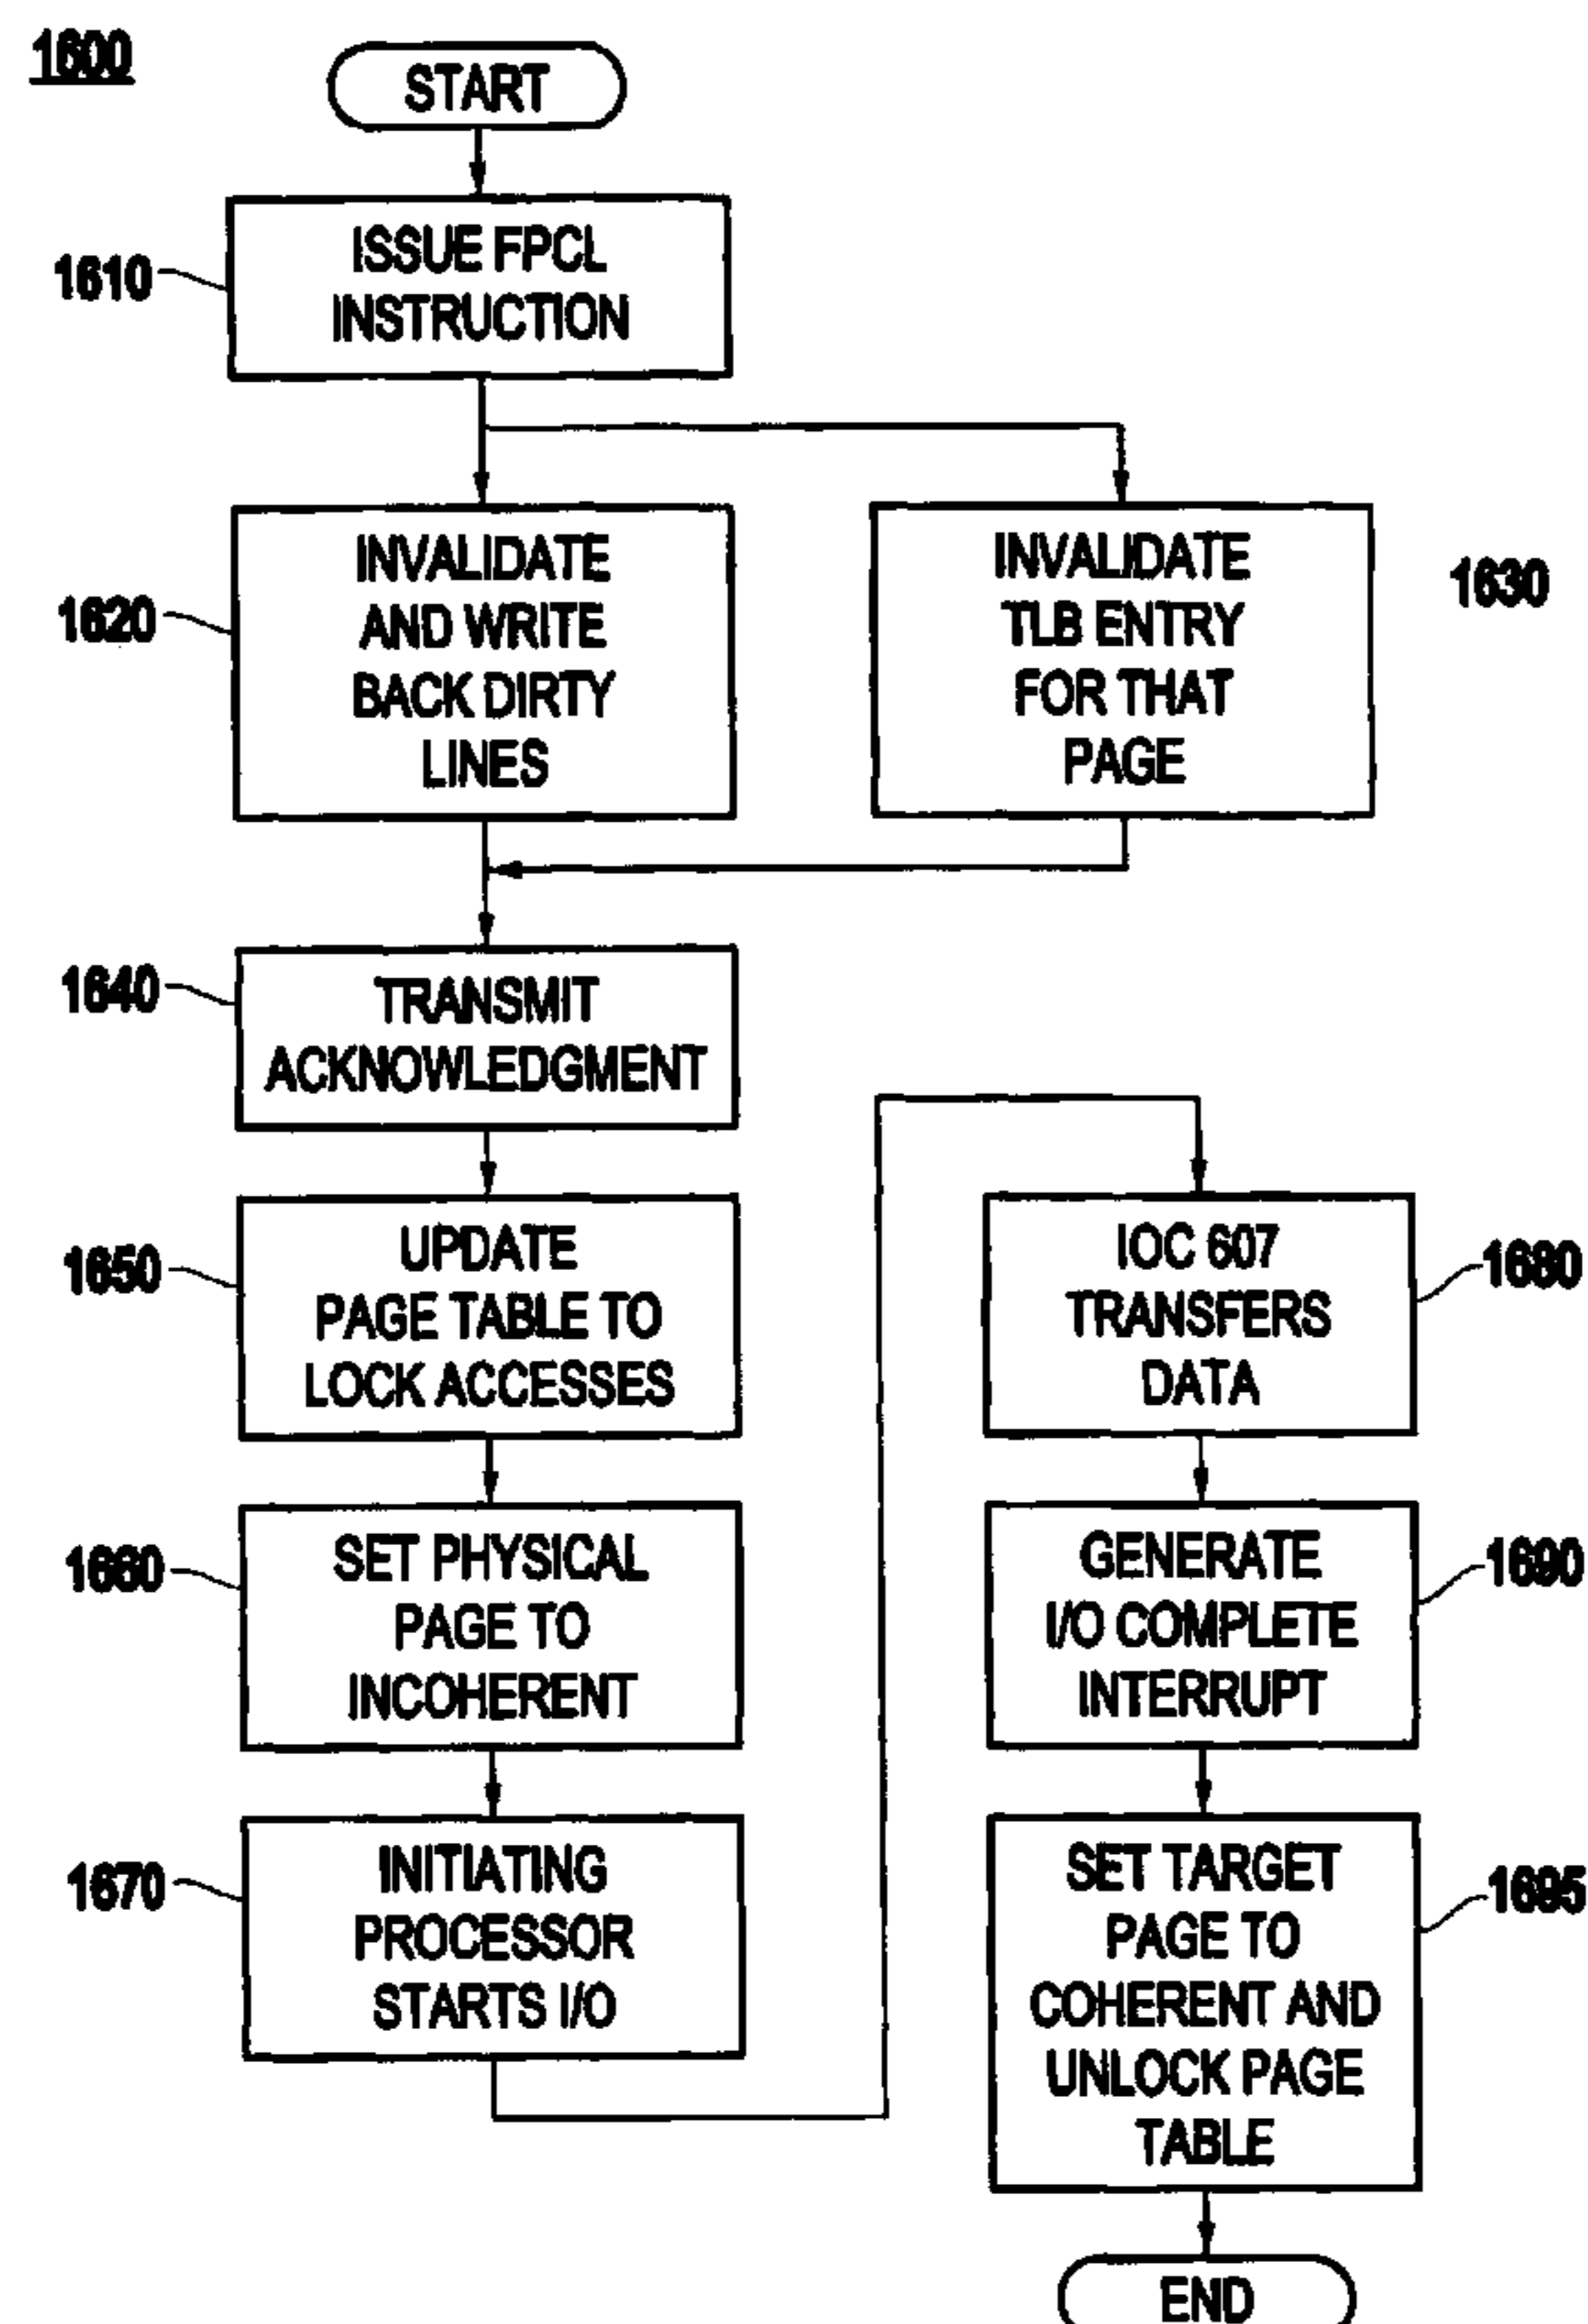 1600
START
1610
ISSUE FPCL
INSTRUCTION
1620
INVALIDATE
AND WRITE
BACK DIRTY
LINES
INVALIDATE
TLB ENTRY
FOR THAT
PAGE
1630
1640
TRANSMIT
ACKNOWLEDGMENT
1650
UPDATE
PAGE TABLE TO
LOCK ACCESSES
1660
SET PHYSICAL
PAGE TO
INCOHERENT
1670
INITIATING
PROCESSOR
STARTS I/O
IOC 607
TRANSFERS
DATA
1680
GENERATE
I/O COMPLETE
INTERRUPT
1690
SET TARGET
PAGE TO
COHERENT AND
UNLOCK PAGE
TABLE
1695
END